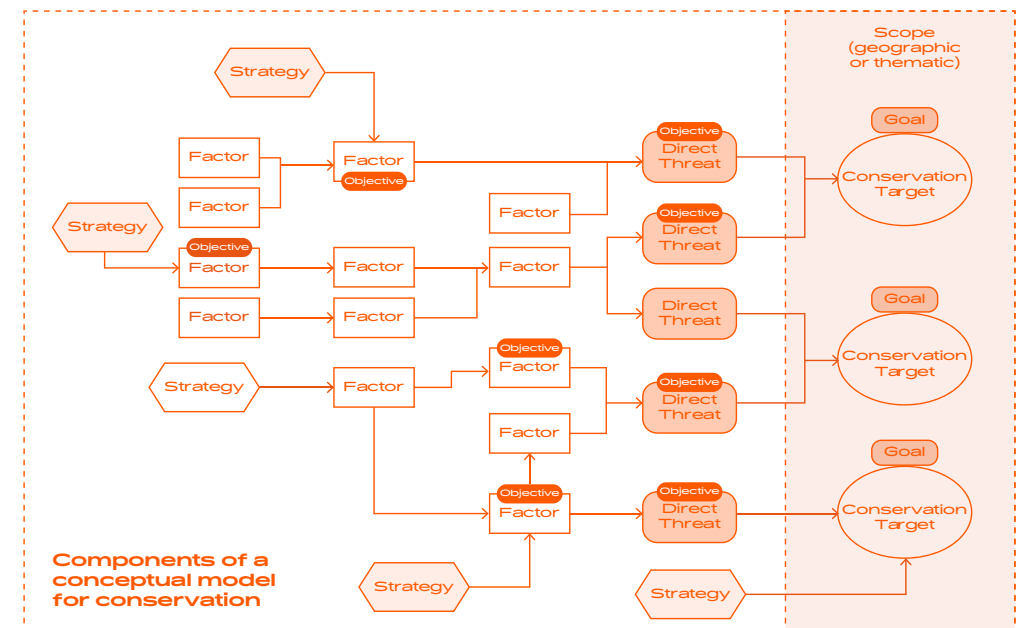 Scope
(geographic
or thematic)
Strategy
Goal
Objective
Direct
Threat
Factor
Factor
Objective
Conservation
Target
Factor
Factor
Strategy
Objective
Direct
Threat
Objective
Factor
Factor
Factor
Goal
Direct
Threat
Factor
Factor
Objective
Factor
Conservation
Target
Strategy
Factor
Objective
Direct
Threat
Factor
Goal
Objective
Factor
Objective
Direct
Threat
Conservation
Target
Components of a
conceptual model
for conservation
Strategy
Strategy